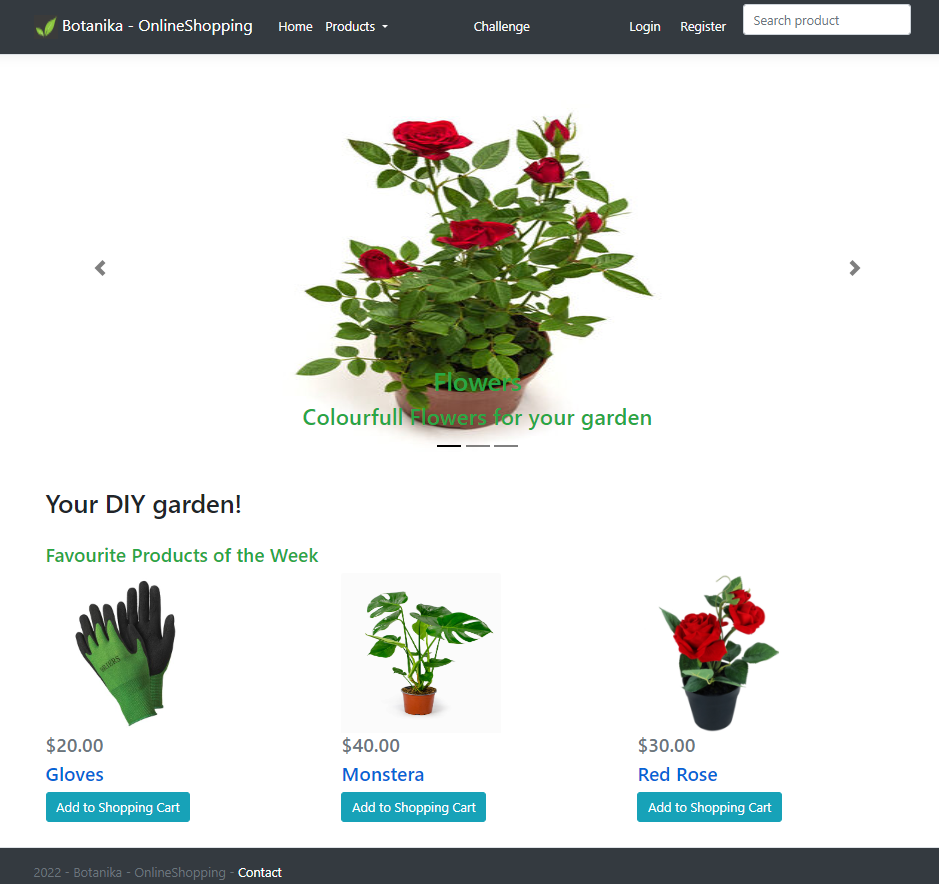 Botanika - OnlineShopping Home Products Challenge Login Register Search product
Flowers
Colourfull Flowers for your garden
Your DIY garden!
Favourite Products of the Week
$20.00 $40.00 $30.00
Gloves Monstera Red Rose
Add to Shopping Cart Add to Shopping Cart Add to Shopping Cart
2022 - Botanika - OnlineShopping - Contact